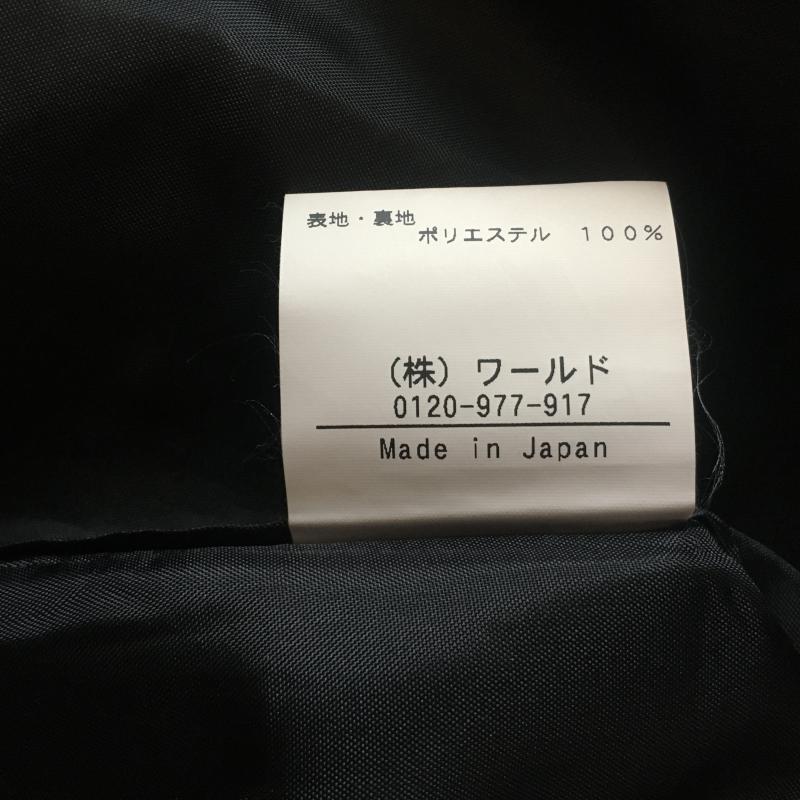 表地・裏地
ポリエステル　１００％
（株）ワールド
0120-977-917
Made in Japan